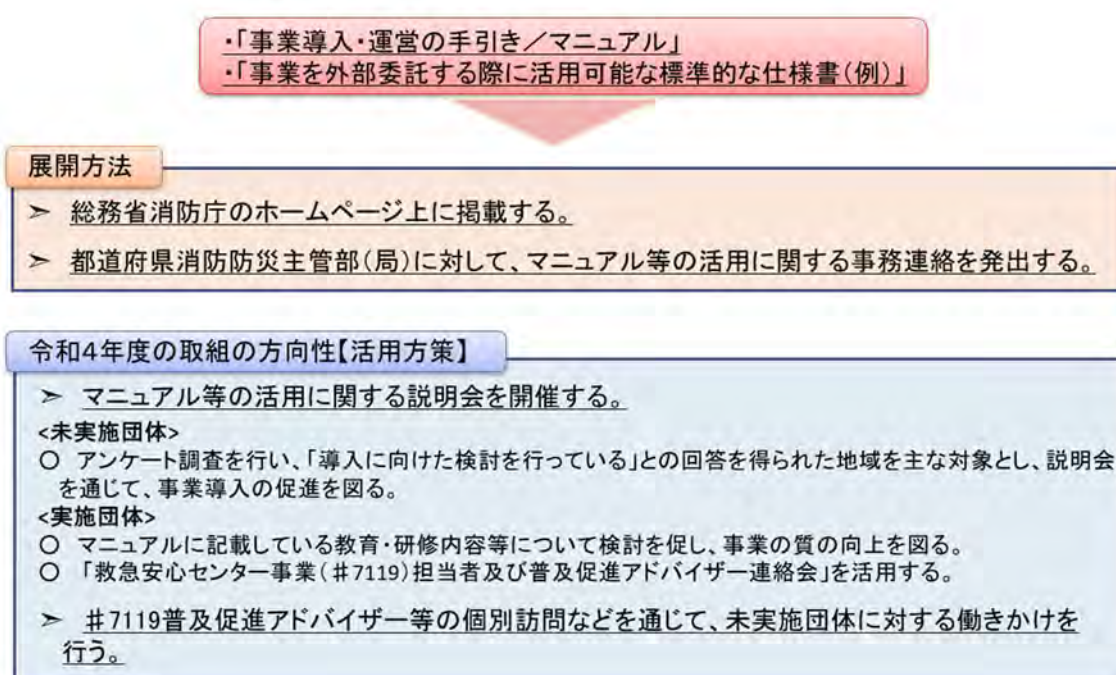 ・「事業導入・運営の手引き／マニュアル」
・「事業を外部委託する際に活用可能な標準的な仕様書（例）」
展開方法
➣ 総務省消防庁のホームページ上に掲載する。
➣ 都道府県消防防災主管部（局）に対して、マニュアル等の活用に関する事務連絡を発出する。
令和4年度の取組の方向性【活用方策】
➣ マニュアル等の活用に関する説明会を開催する。
<未実施団体>
○ アンケート調査を行い、「導入に向けた検討を行っている」との回答を得られた地域を主な対象とし、説明会
を通じて、事業導入の促進を図る。
<実施団体>
○ マニュアルに記載している教育・研修内容等について検討を促し、事業の質の向上を図る。
○ 「救急安心センター事業（＃7119）担当者及び普及促進アドバイザー連絡会」を活用する。
➣ ＃7119普及促進アドバイザー等の個別訪問などを通じて、未実施団体に対する働きかけを
行う。